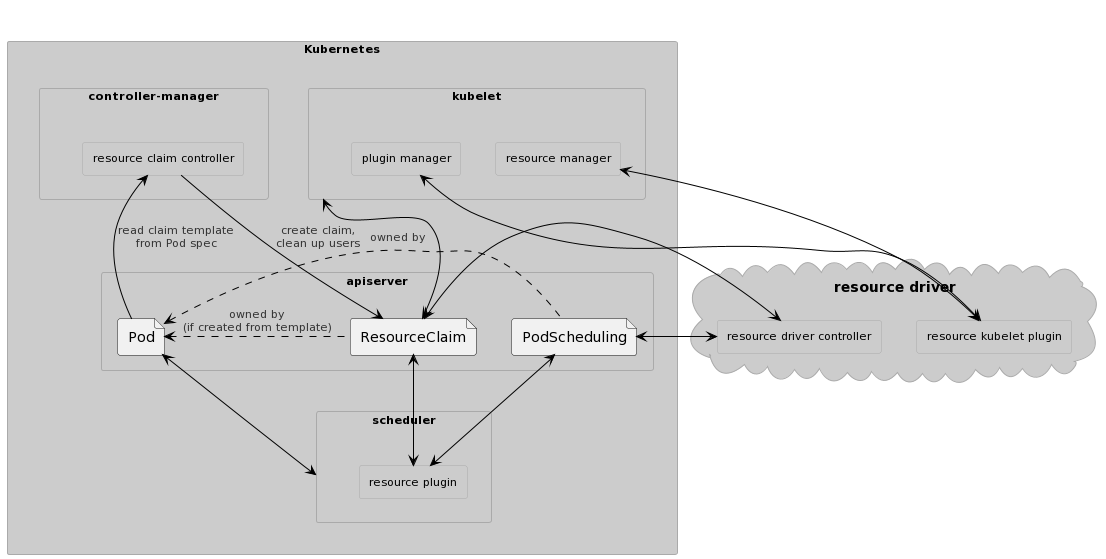 Kubernetes
controller-manager
kubelet
resource claim controller
plugin manager
resource manager
read claim template
from Pod spec
create claim,
clean up users
owned by
apiserver
resource driver
owned by
(if created from template)
Pod
ResourceClaim
PodScheduling
resource driver controller
resource kubelet plugin
scheduler
resource plugin